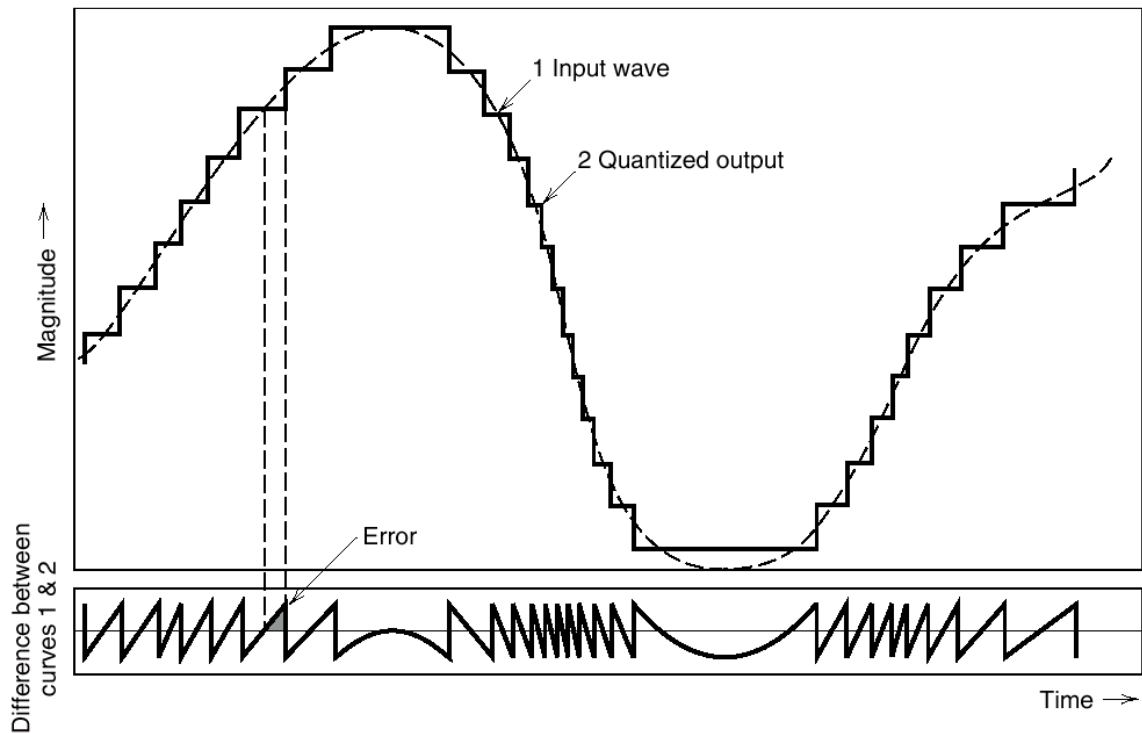 1 Input wave
2 Quantized output
Magnitude
Error
Difference between
curves 1 & 2
Time